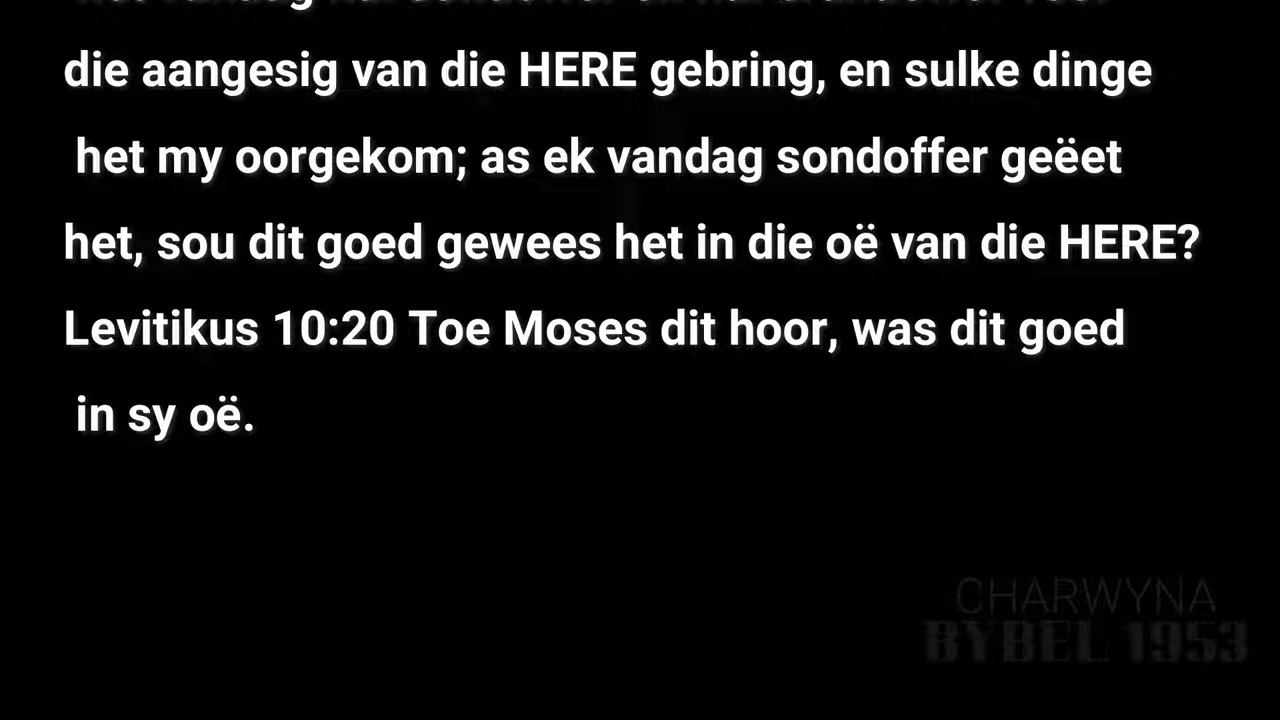 die aangesig van die HERE gebring, en sulke dinge
het my oorgekom; as ek vandag sondoffer geëet
het, sou dit goed gewees het in die oë van die HERE?
Levitikus 10:20 Toe Moses dit hoor, was dit goed
in sy oë.
CHARWYNA
BYBEL 1953